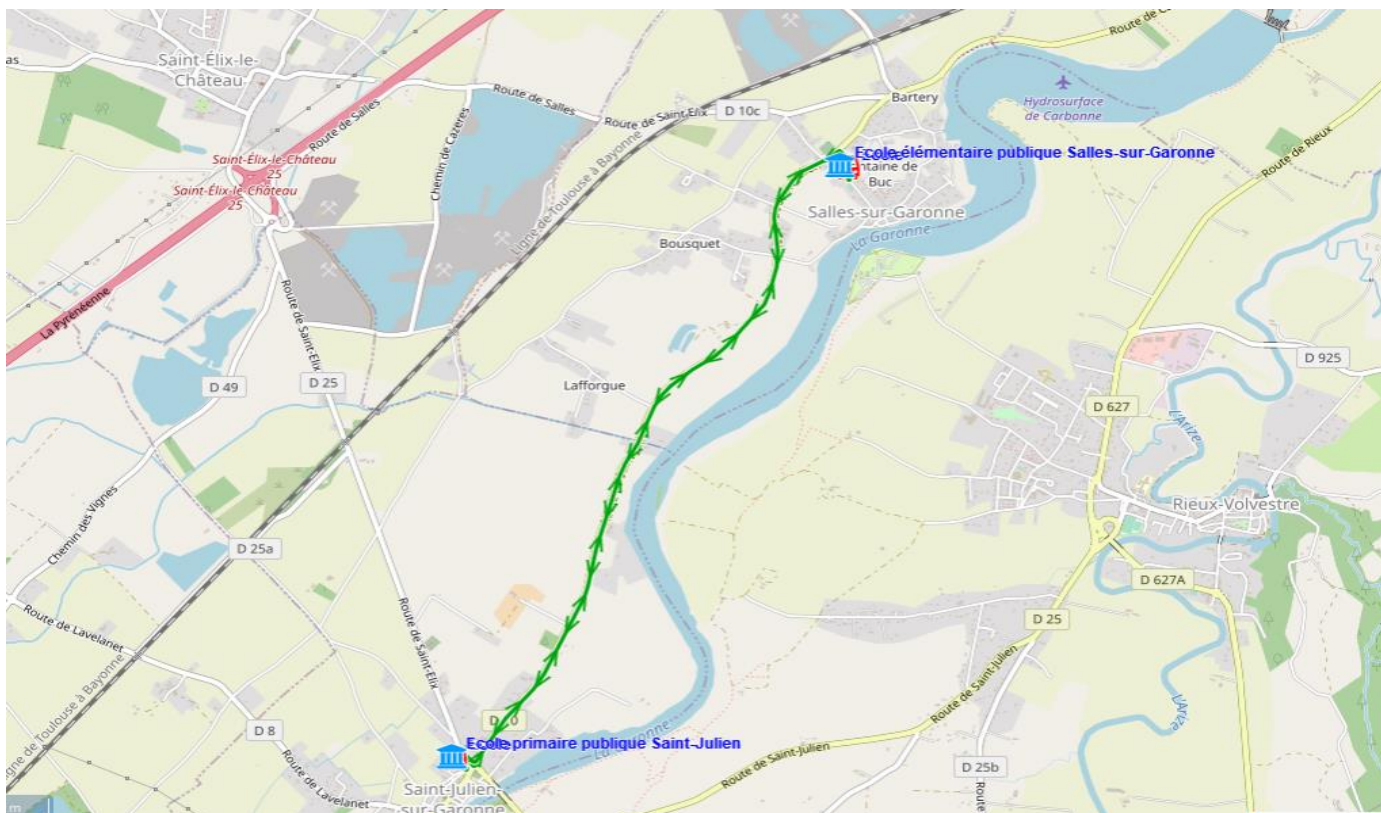 Saint-Élix-le-
Château
as
Route de Salles
Route de Salles
Route de Saint Elix
D 10c
Bartery
Hydrosurface
de Carbonne
Route de Rieux
Saint-Élix-le-Château
25
Saint-Élix-le-Château
25
Chemin de Cazères
Ligne de Toulouse à Bayonne
Ecole élémentaire publique Salles-sur-Garonne
ntaine de
Buc
Salles-sur-Garonne
La Garonne
Bousquet
La Pyrénéenne
Route de Saint-Elix
D 49
D 25
Lafforgue
D 925
D 627
L'Arize
Rieux-Volvestre
Chemin des Vignes
D 25a
D 627A
Route de Lavelanet
Route de Saint-Elix
D 25
Route de Saint-Julien
L'Arize
Ligne de Toulouse à Bayonne
D 8
Route de Lavelanet
Ecole primaire publique Saint-Julien
La Garonne
Route de Saint-Julien
D 25b
Route
Saint-Julien-
sur-Garonne
m